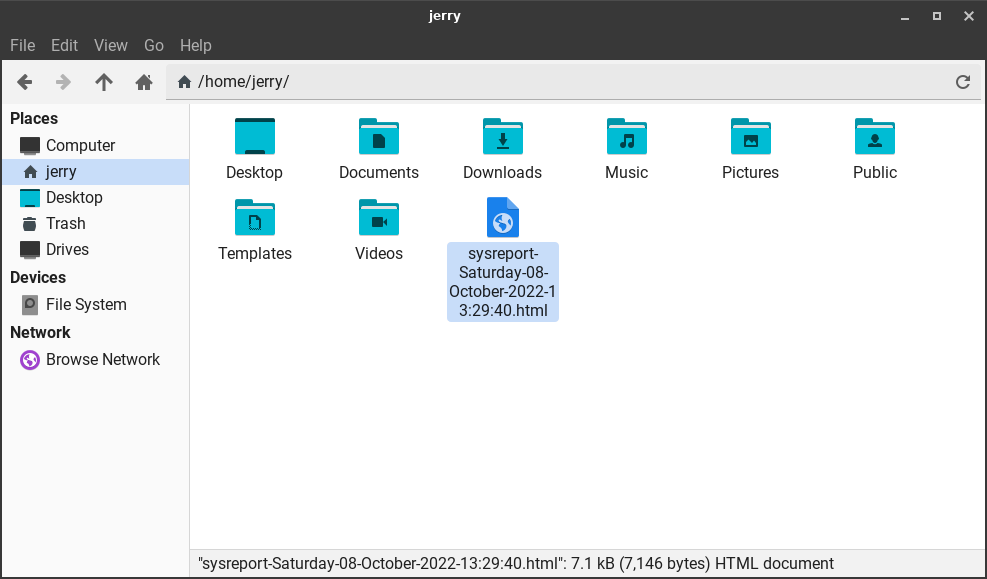 jerry
File Edit View Go Help
/home/jerry/
Places
Computer
jerry
Desktop
Trash
Drives
Devices
File System
Network
Browse Network
Desktop Documents Downloads Music Pictures Public
Templates Videos sysreport-
Saturday-08-
October-2022-1
3:29:40.html
"sysreport-Saturday-08-October-2022-13:29:40.html": 7.1 kB (7,146 bytes) HTML document